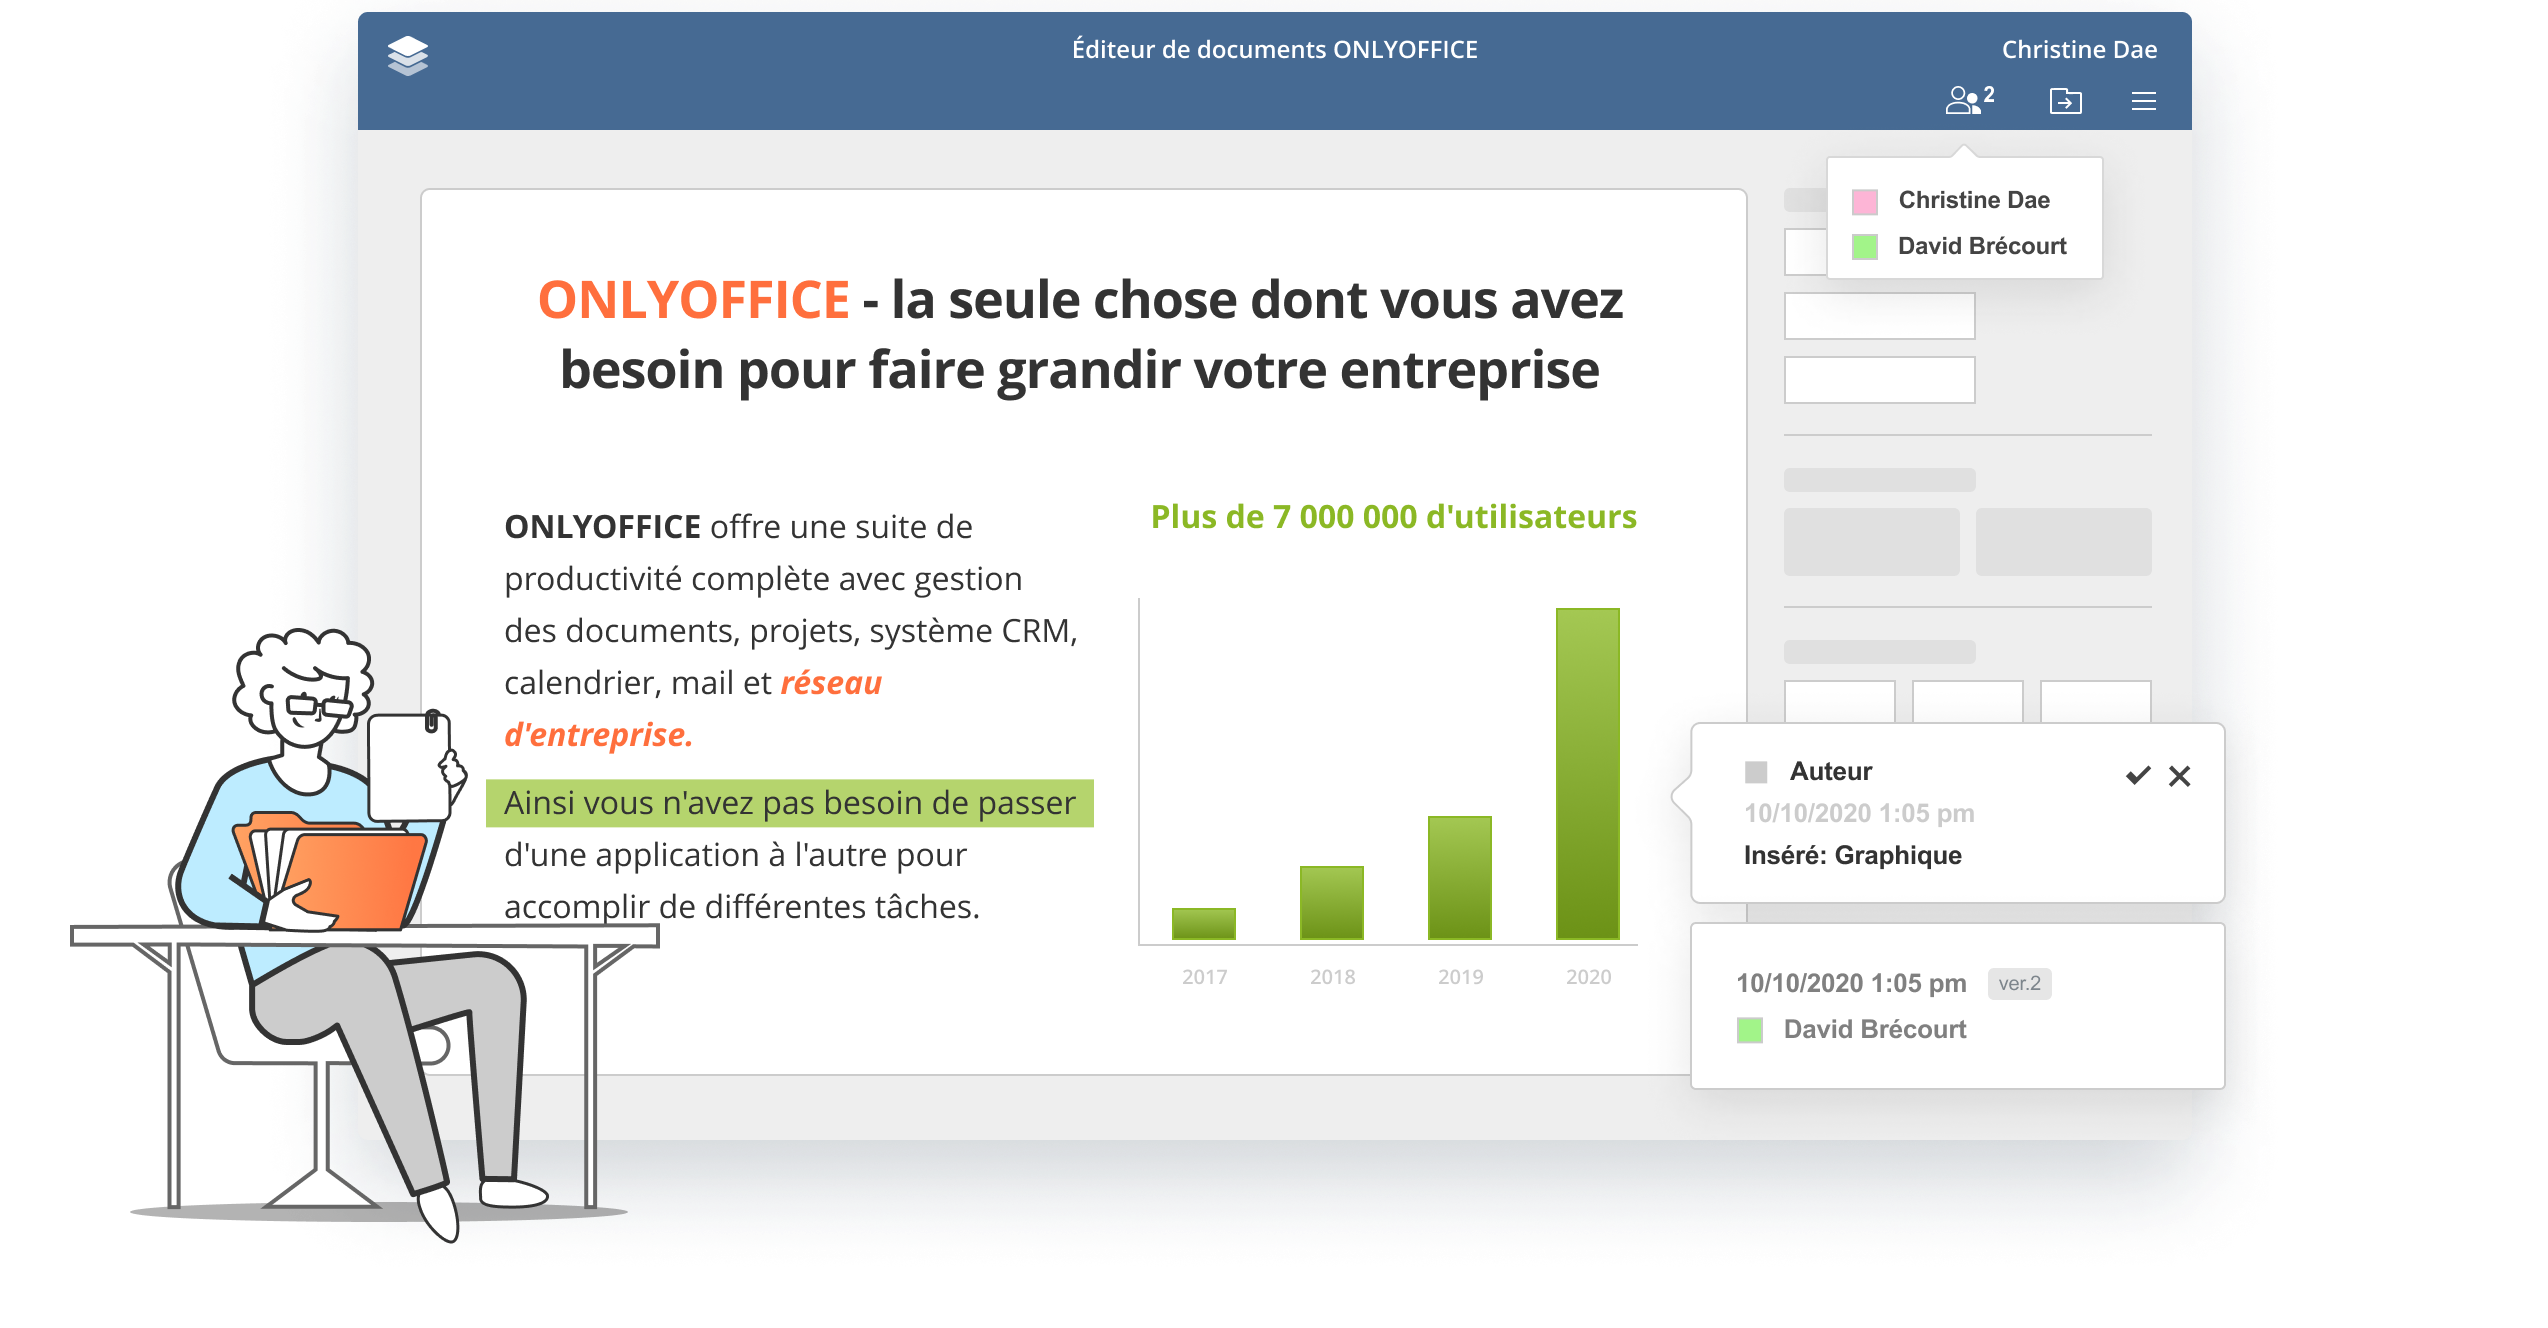 Éditeur de documents ONLYOFFICE
Christine Dae
2
Christine Dae
David Brécourt
ONLYOFFICE - la seule chose dont vous avez
besoin pour faire grandir votre entreprise
ONLYOFFICE offre une suite de
productivité complète avec gestion
des documents, projets, système CRM,
calendrier, mail et réseau
d'entreprise.
Ainsi vous n'avez pas besoin de passer
d'une application à l'autre pour
accomplir de différentes tâches.
Plus de 7 000 000 d'utilisateurs
2017 2018 2019 2020
Auteur
10/10/2020 1:05 pm
Inséré: Graphique
10/10/2020 1:05 pm ver.2
David Brécourt